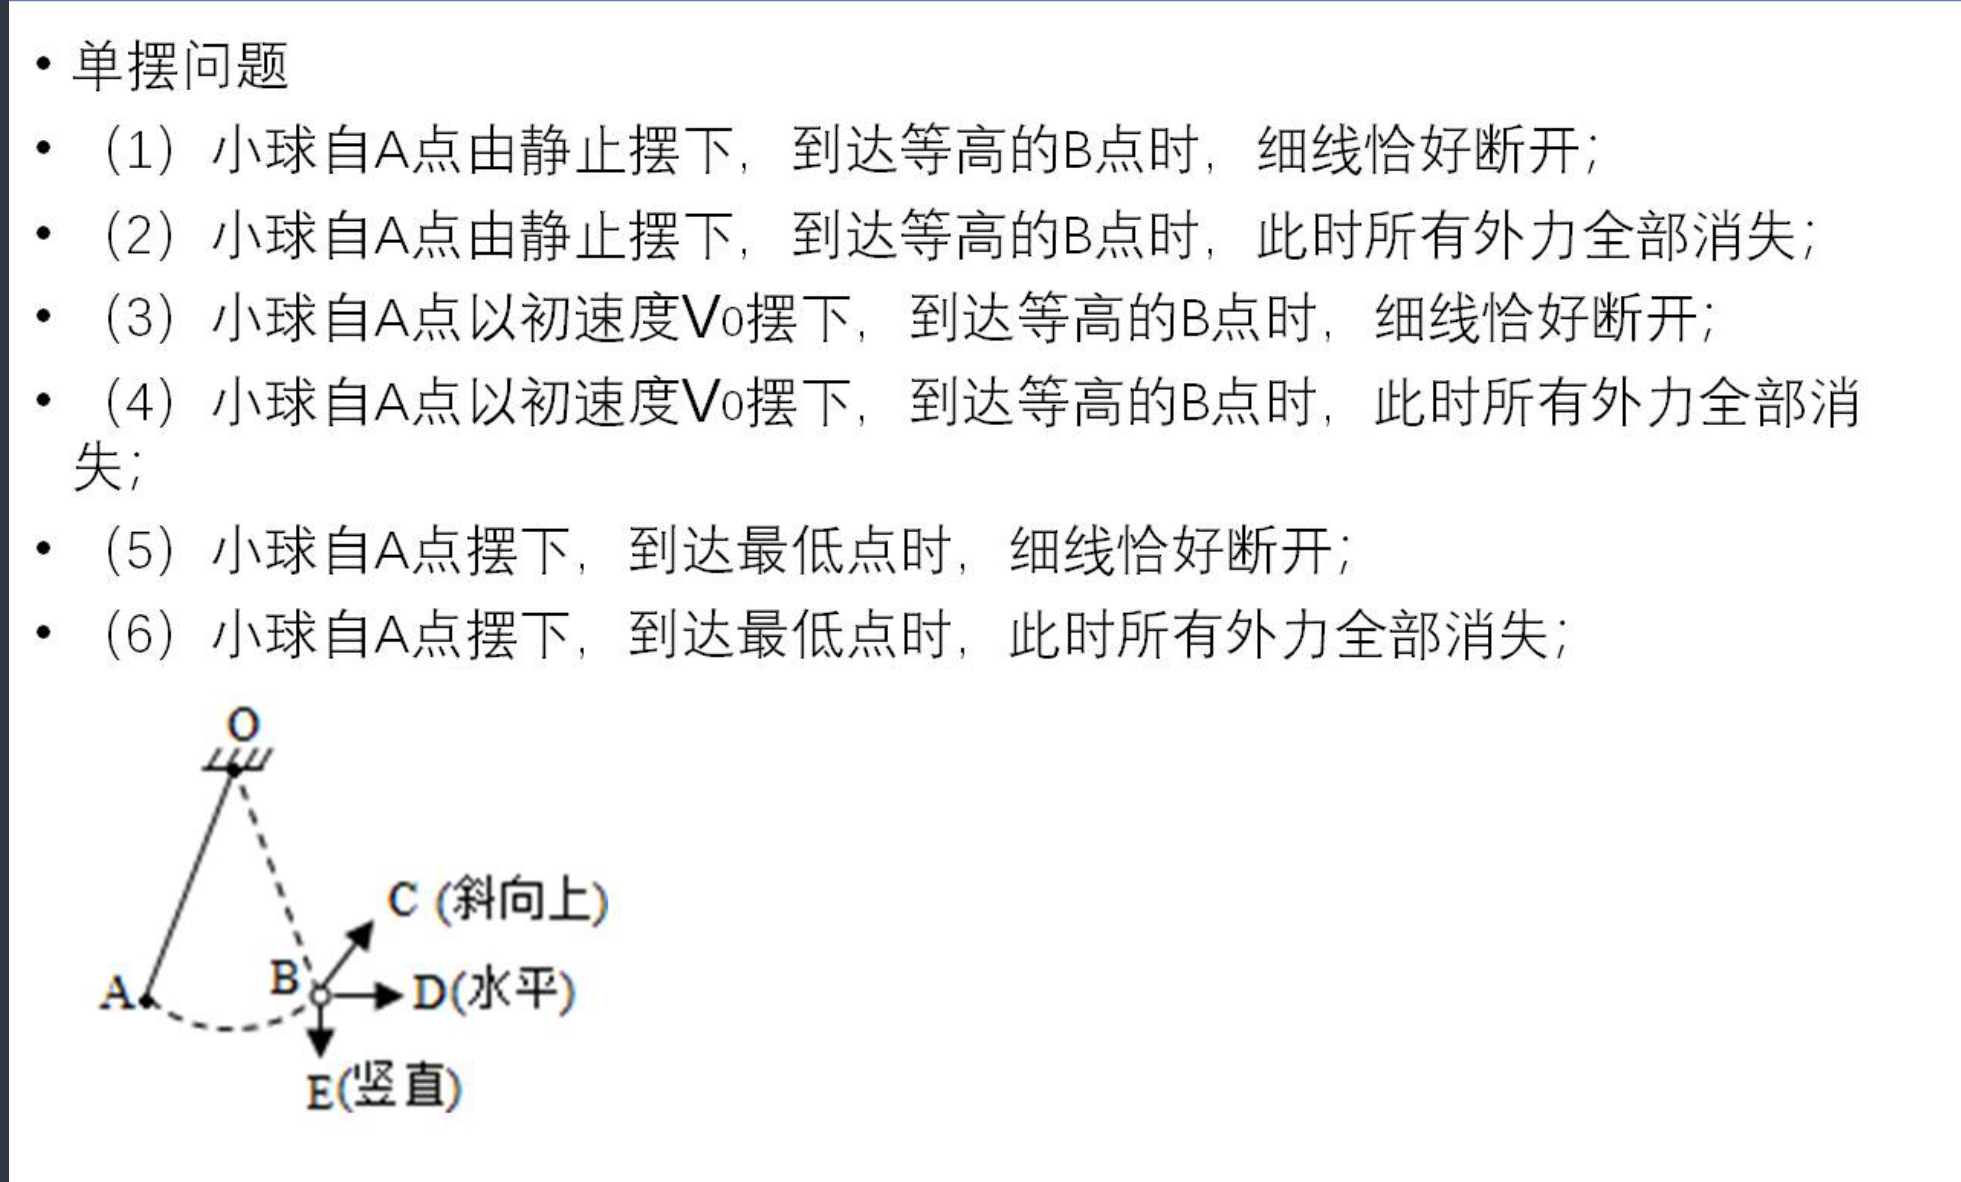 • 单摆问题
• （1）小球自A点由静止摆下，到达等高的B点时，细线恰好断开；
• （2）小球自A点由静止摆下，到达等高的B点时，此时所有外力全部消失；
• （3）小球自A点以初速度V0摆下，到达等高的B点时，细线恰好断开；
• （4）小球自A点以初速度V0摆下，到达等高的B点时，此时所有外力全部消
失；
• （5）小球自A点摆下，到达最低点时，细线恰好断开；
• （6）小球自A点摆下，到达最低点时，此时所有外力全部消失；
O
C (斜向上)
A
B
D(水平)
E(竖直)